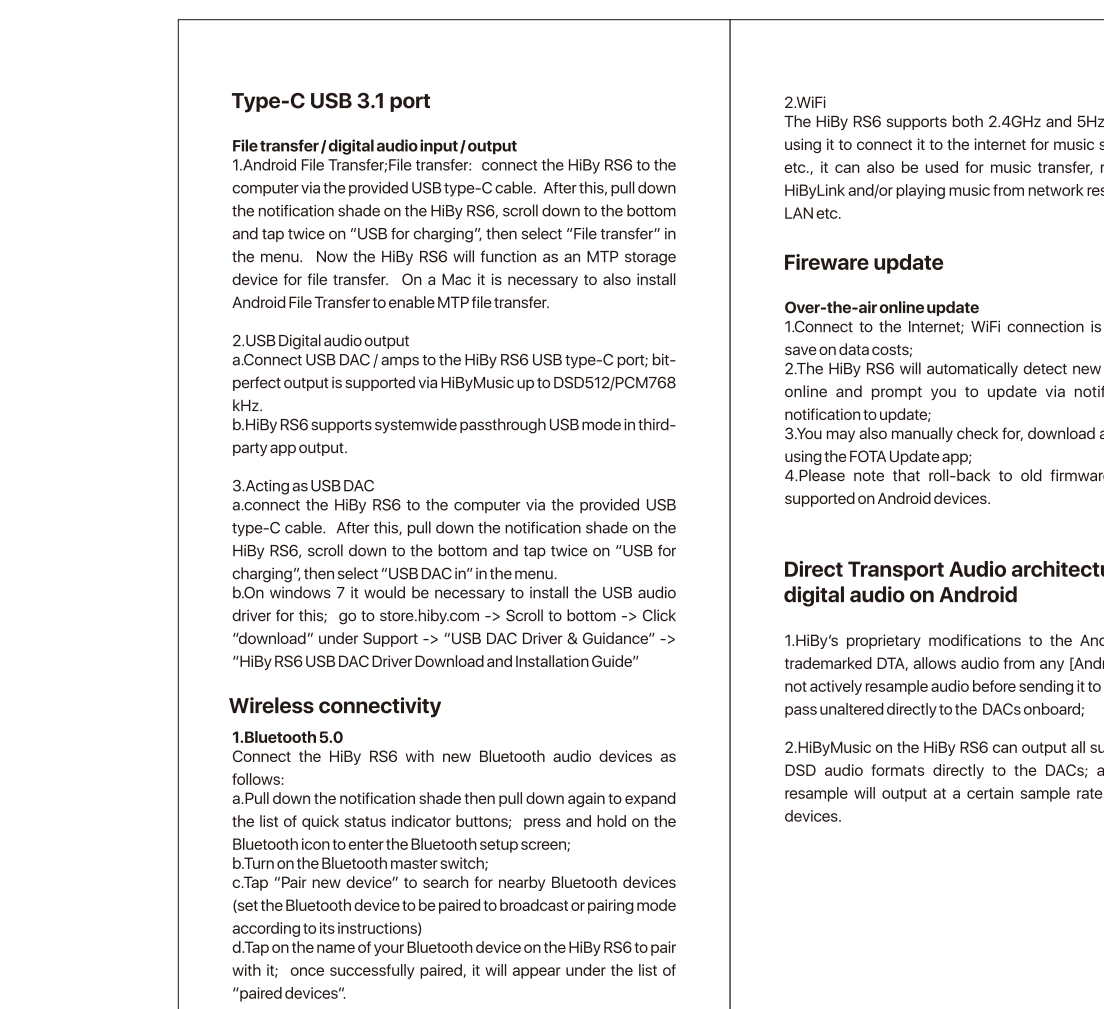 Type-C USB 3.1 port
File transfer / digital audio input / output
1.Android File Transfer;File transfer: connect the HiBy RS6 to the
computer via the provided USB type-C cable. After this, pull down
the notification shade on the HiBy RS6, scroll down to the bottom
and tap twice on “USB for charging”, then select “File transfer” in
the menu. Now the HiBy RS6 will function as an MTP storage
device for file transfer. On a Mac it is necessary to also install
Android File Transfer to enable MTP file transfer.
2.USB Digital audio output
a.Connect USB DAC / amps to the HiBy RS6 USB type-C port; bit-
perfect output is supported via HiByMusic up to DSD512/PCM768
kHz.
b.HiBy RS6 supports systemwide passthrough USB mode in third-
party app output.
3.Acting as USB DAC
a.connect the HiBy RS6 to the computer via the provided USB
type-C cable. After this, pull down the notification shade on the
HiBy RS6, scroll down to the bottom and tap twice on “USB for
charging”, then select “USB DAC in” in the menu.
b.On windows 7 it would be necessary to install the USB audio
driver for this; go to store.hiby.com -> Scroll to bottom -> Click
“download” under Support -> “USB DAC Driver & Guidance” ->
“HiBy RS6 USB DAC Driver Download and Installation Guide”
Wireless connectivity
1.Bluetooth 5.0
Connect the HiBy RS6 with new Bluetooth audio devices as
follows:
a.Pull down the notification shade then pull down again to expand
the list of quick status indicator buttons; press and hold on the
Bluetooth icon to enter the Bluetooth setup screen;
b.Turn on the Bluetooth master switch;
c.Tap “Pair new device” to search for nearby Bluetooth devices
(set the Bluetooth device to be paired to broadcast or pairing mode
according to its instructions)
d.Tap on the name of your Bluetooth device on the HiBy RS6 to pair
with it; once successfully paired, it will appear under the list of
“paired devices”.
2.WiFi
The HiBy RS6 supports both 2.4GHz and 5Hz
using it to connect it to the internet for music
etc., it can also be used for music transfer,
HiByLink and/or playing music from network
LAN etc.
Fireware update
Over-the-air online update
1.Connect to the Internet; WiFi connection is
save on data costs;
2.The HiBy RS6 will automatically detect new
online and prompt you to update via
notification to update;
3.You may also manually check for, download
using the FOTA Update app;
4.Please note that roll-back to old
supported on Android devices.
Direct Transport Audio
digital audio on Android
1.HiBy’s proprietary modifications to the
trademarked DTA, allows audio from any
not actively resample audio before sending it to
pass unaltered directly to the DACs onboard;
2.HiByMusic on the HiBy RS6 can output all
DSD audio formats directly to the DACs;
resample will output at a certain sample rate
devices.